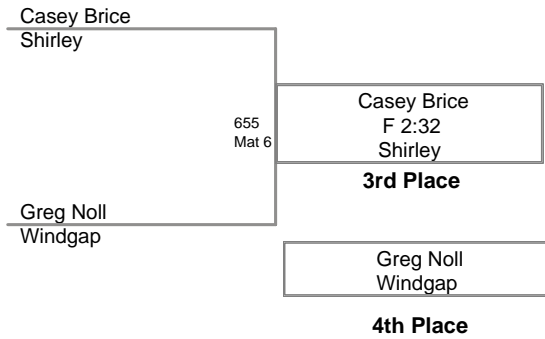 Casey Brice
Shirley
655
Mat 6
Casey Brice
F 2:32
Shirley
3rd Place
Greg Noll
Windgap
Greg Noll
Windgap
4th Place